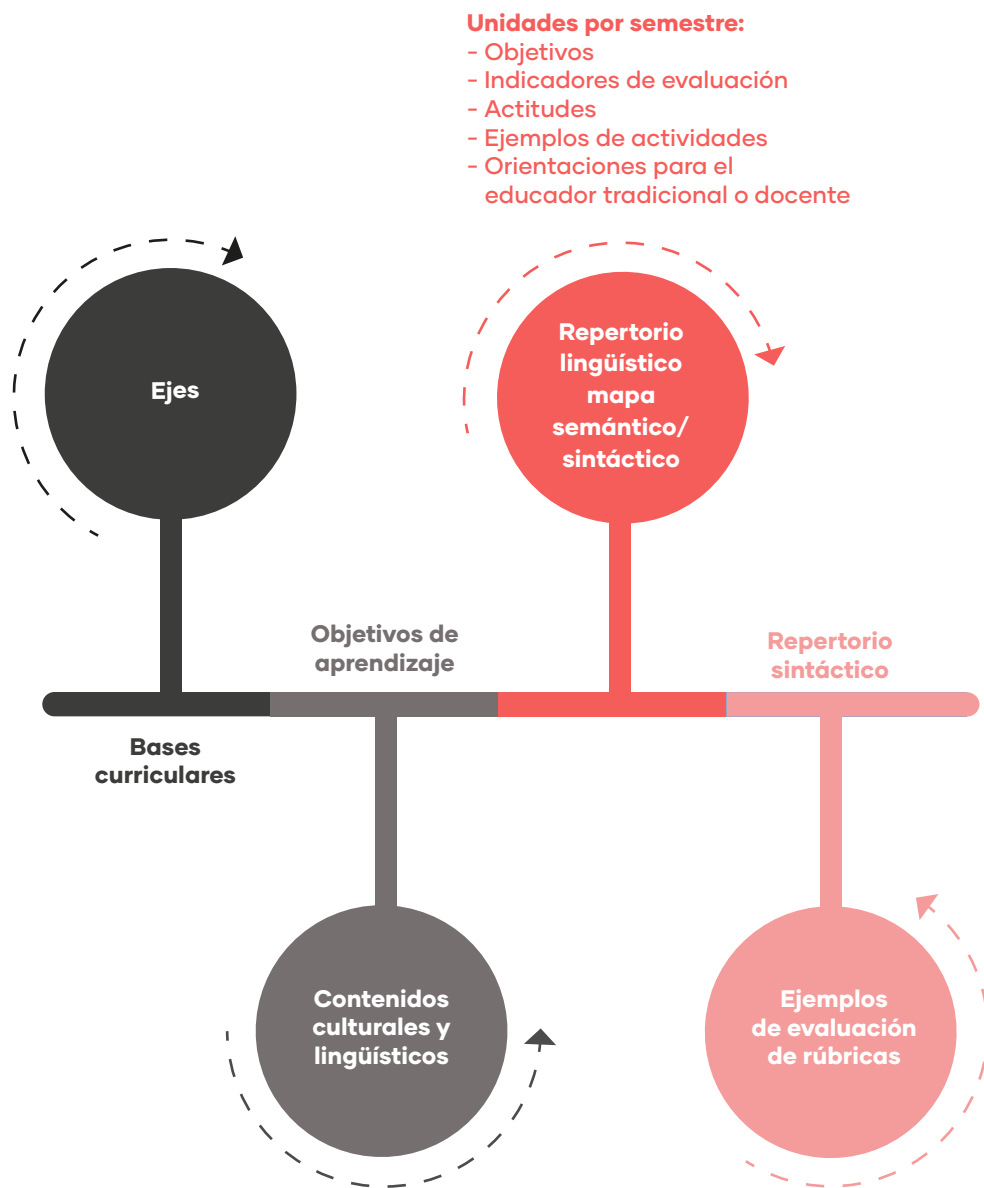 Unidades por semestre:
- Objetivos
- Indicadores de evaluación
- Actitudes
- Ejemplos de actividades
- Orientaciones para el
educador tradicional o docente
Ejes
Repertorio
lingüístico
mapa
semántico/
sintáctico
Objetivos de
aprendizaje
Repertorio
sintáctico
Bases
curriculares
Contenidos
culturales y
lingüísticos
Ejemplos
de evaluación
de rúbricas